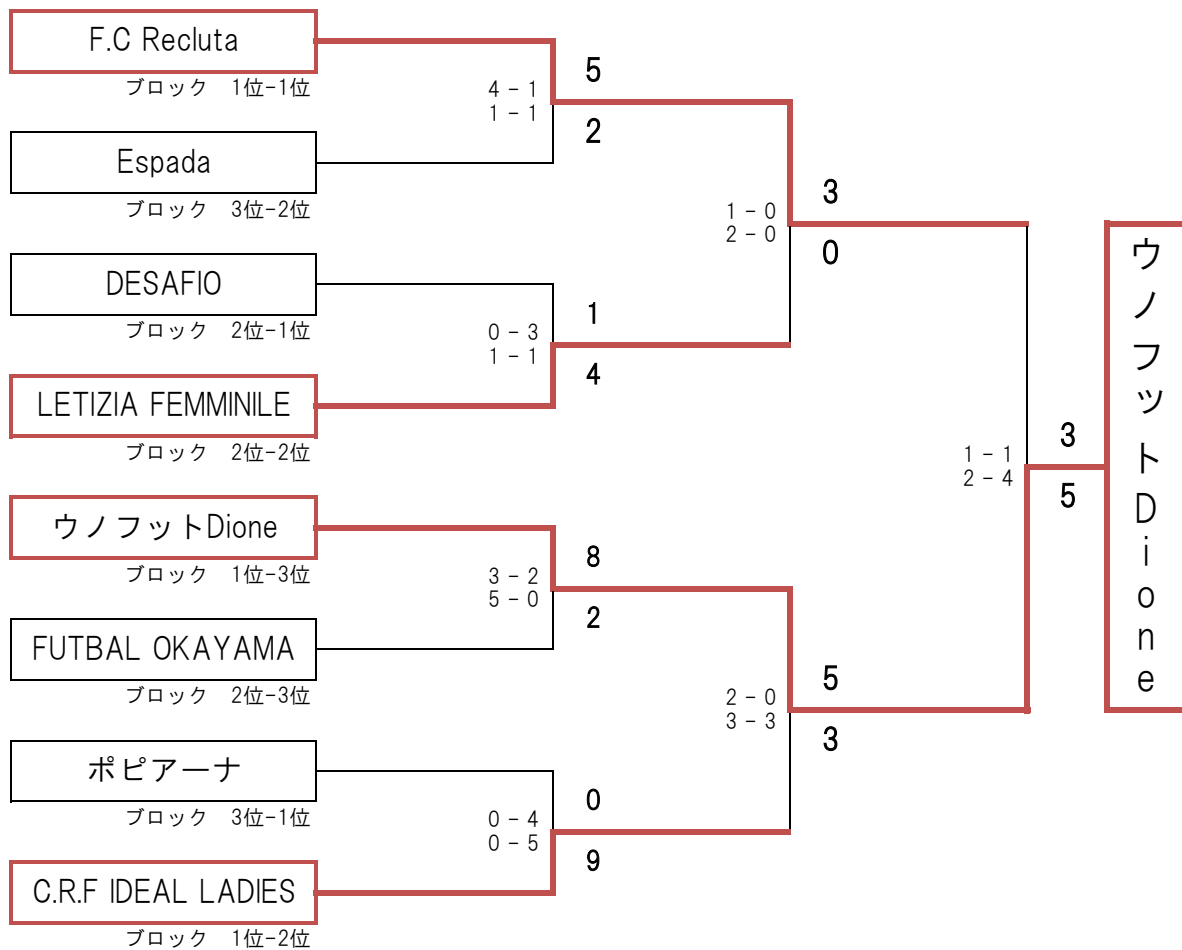 F.C Recluta
ブロック　1位-1位
4 - 1
1 - 1
5
2
Espada
ブロック　3位-2位
1 - 0
2 - 0
3
0
DESAFIO
ブロック　2位-1位
0 - 3
1 - 1
1
4
LETIZIA FEMMINILE
ブロック　2位-2位
1 - 1
2 - 4
3
5
ウノフットDione
ウノフットDione
ブロック　1位-3位
3 - 2
5 - 0
8
2
FUTBAL OKAYAMA
ブロック　2位-3位
2 - 0
3 - 3
5
3
ポピアーナ
ブロック　3位-1位
0 - 4
0 - 5
0
9
C.R.F IDEAL LADIES
ブロック　1位-2位